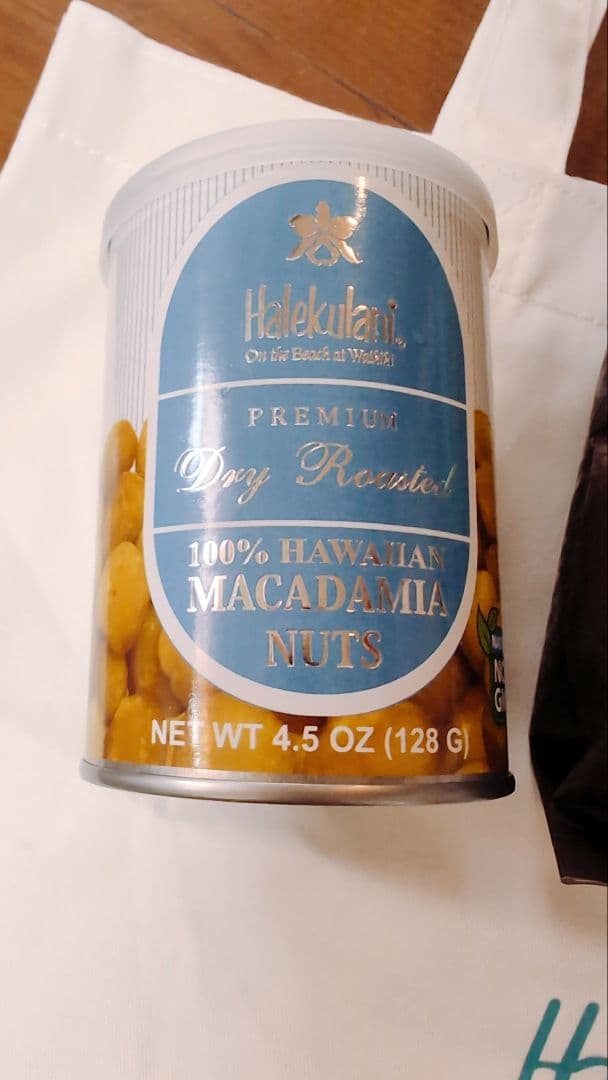 Halekulani®
On the Beach at Waikiki
PREMIUM
Dry Roasted
100% HAWAIIAN
MACADAMIA
NUTS
NET WT 4.5 OZ (128 G)